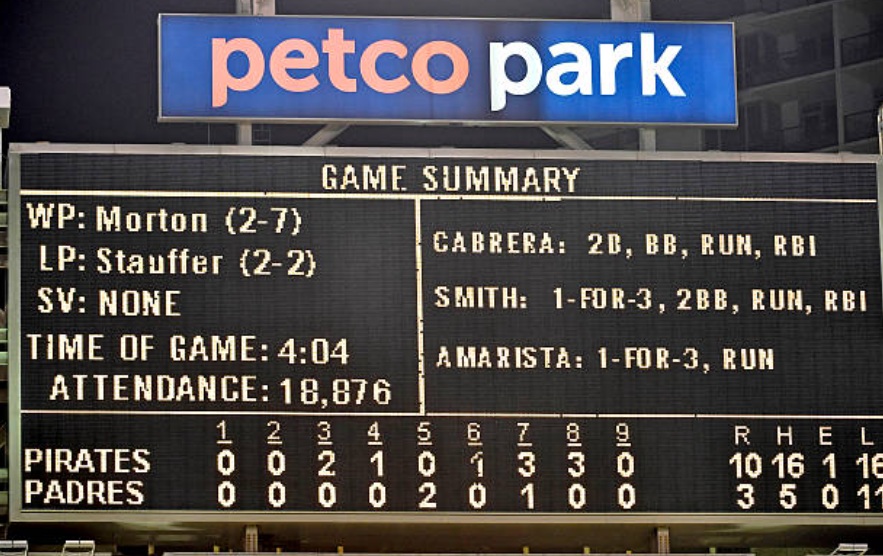 petco park
GAME SUMMARY
WP: Morton (2-7)
LP: Stauffer (2-2)
SV: NONE
TIME OF GAME: 4:04
ATTENDANCE: 18,876
CABRERA: 2B, BB, RUN, RBI
SMITH: 1-FOR-3, 2BB, RUN, RBI
AMARISTA: 1-FOR-3, RUN
1 2 3 4 5 6 7 8 9 R H E L
PIRATES 0 0 2 1 0 1 3 3 0 10 16 1 16
PADRES 0 0 0 0 2 0 1 0 0 3 5 0 11